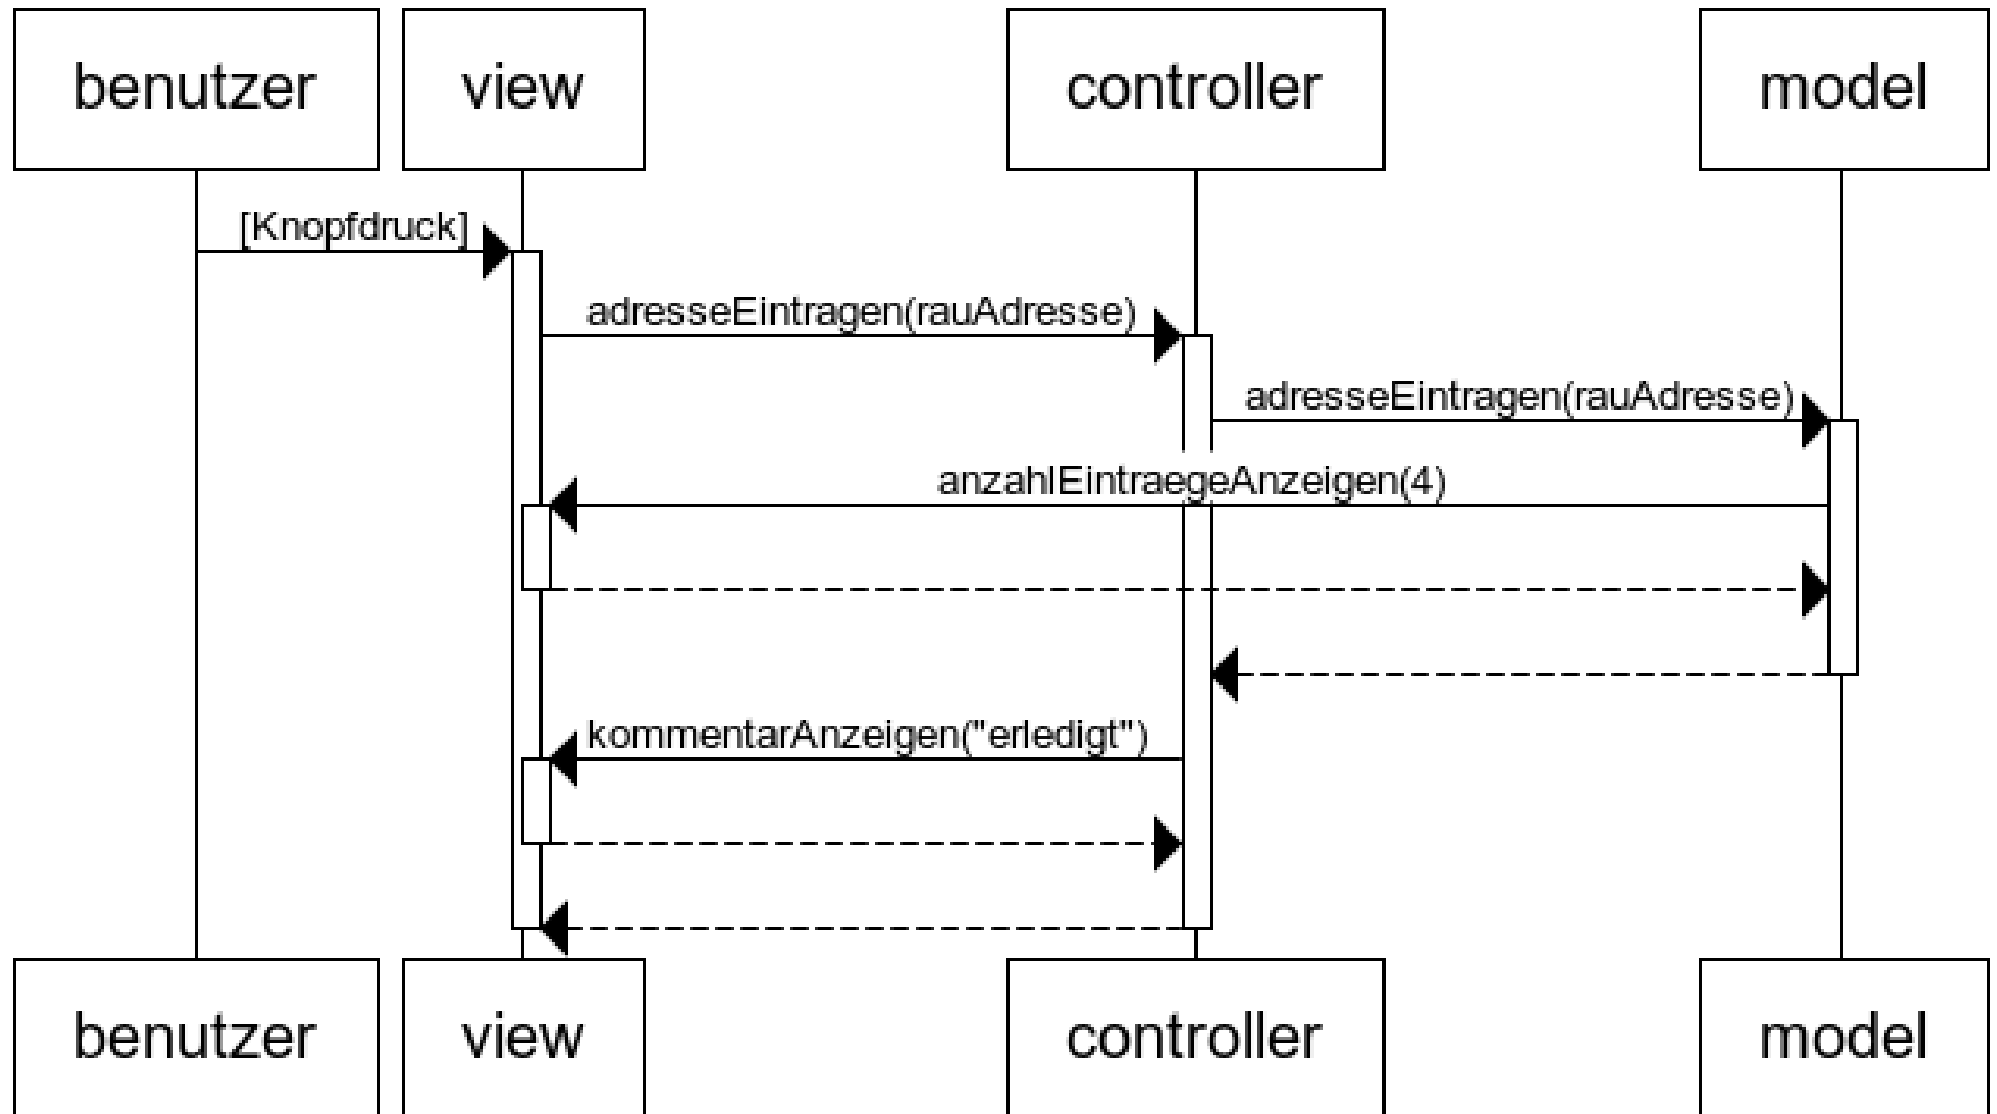 benutzer
view
controller
model
[Knopfdruck]
adresseEintragen(rauAdresse)
adresseEintragen(rauAdresse)
anzahlEintraegeAnzeigen(4)
kommentarAnzeigen("erledigt")
benutzer
view
controller
model